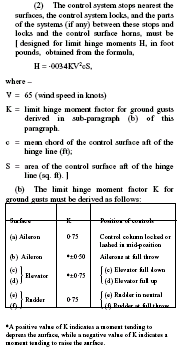 (2) The control system stops nearest the
surfaces, the control system locks, and the parts
of the systems (if any) between these stops and
locks and the control surface horns, must be
[ designed for limit hinge moments H, in foot
pounds, obtained from the formula,
H = ·0034KV²cS,
where –
V = 65 (wind speed in knots)
K = limit hinge moment factor for ground gusts
derived in sub-paragraph (b) of this
paragraph.
c = mean chord of the control surface aft of the
hinge line (ft);
S = area of the control surface aft of the hinge
line (sq. ft). ]
(b) The limit hinge moment factor K for
ground gusts must be derived as follows:
Surface K Position of controls
(a) Aileron 0·75 Control column locked or
lashed in mid-position
(b) Aileron *±0·50 Ailerons at full throw
(c) } Elevator *±0·75 { (c) Elevator full down
(d) (d) Elevator full up
(e) } Rudder 0·75 { (e) Rudder in neutral
(f) (f) Rudder at full throw
*A positive value of K indicates a moment tending to
depress the surface, while a negative value of K indicates a
moment tending to raise the surface.